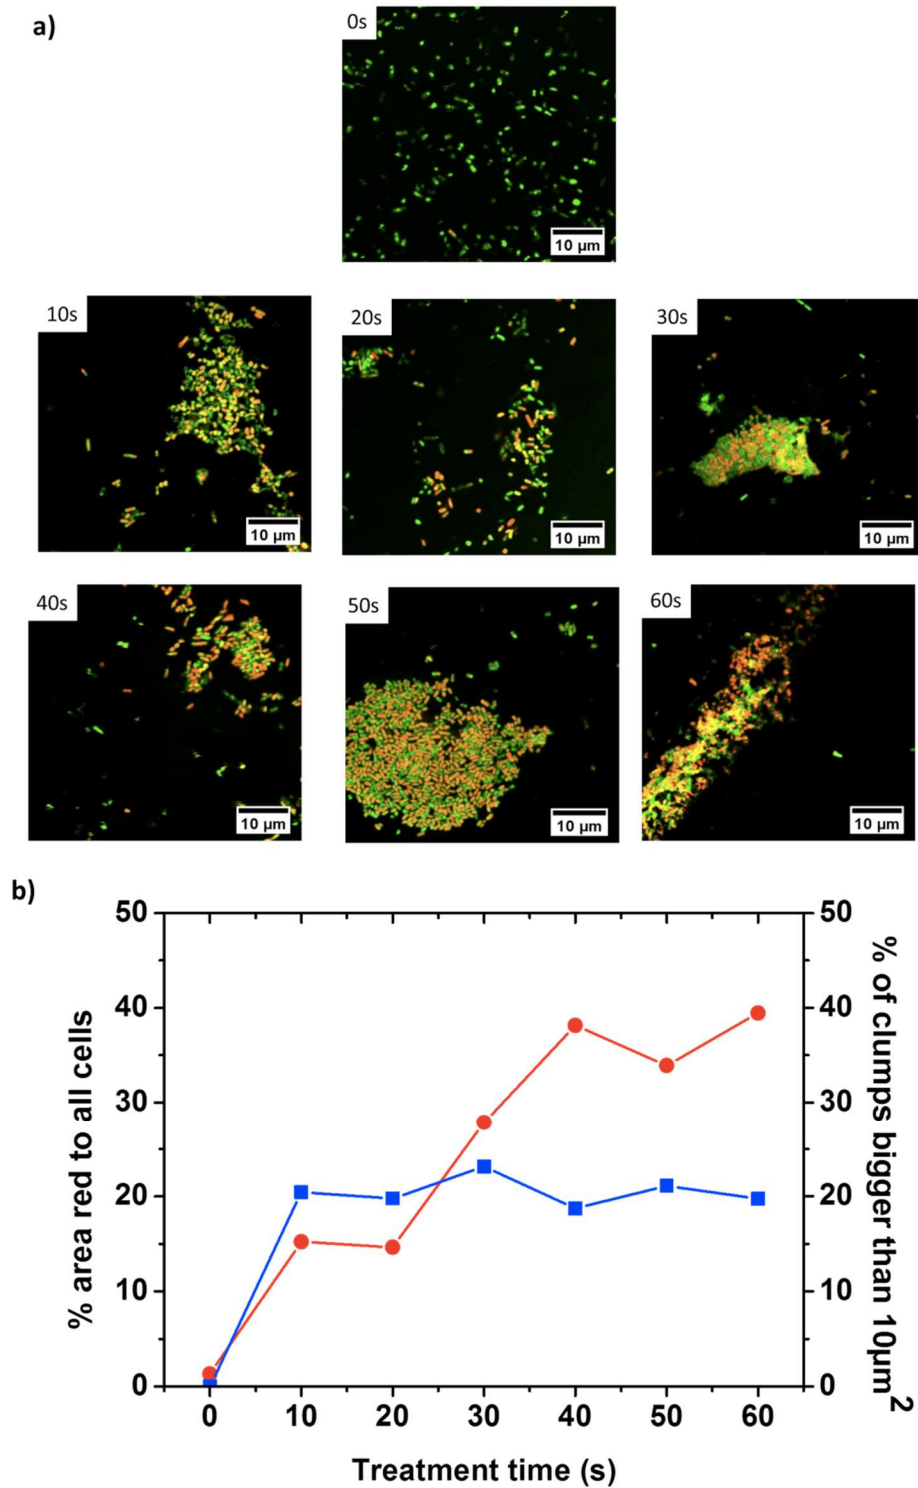 a)
0s
10 µm
10s
20s
30s
10 µm
10 µm
10 µm
40s
50s
60s
10 µm
10 µm
10 µm
b)
50
40
30
20
10
0
% area red to all cells
50
40
30
20
10
0
% of clumps bigger than 10µm²
0 10 20 30 40 50 60
Treatment time (s)